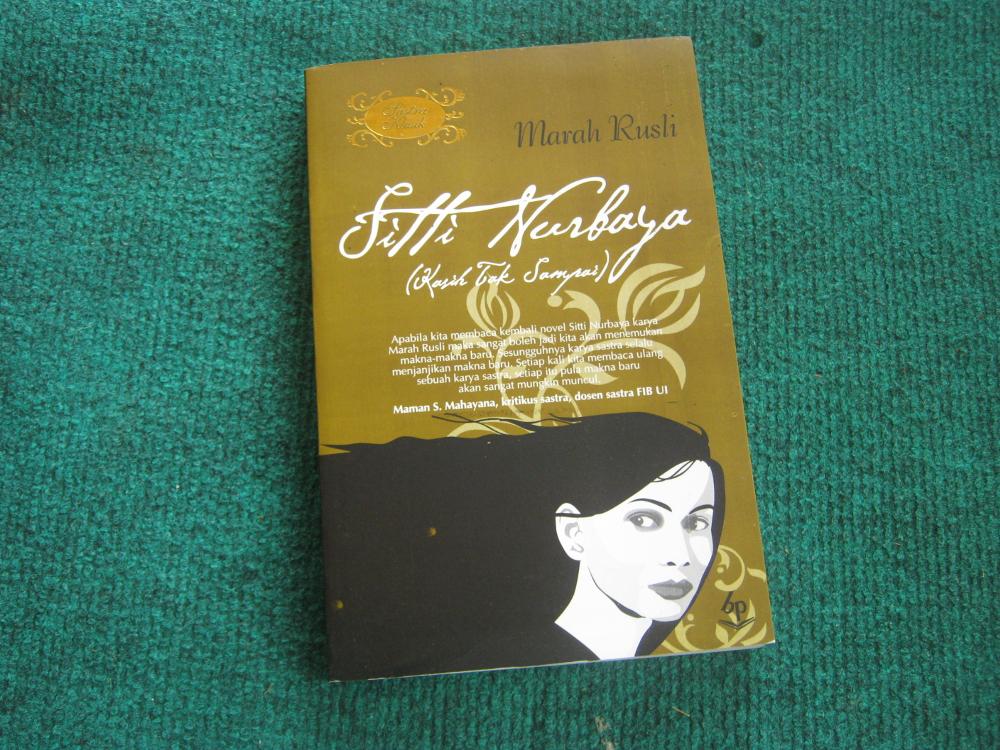 Sastra
Klasik
Marah Rusli
Sitti Nurbaya
(Kasih Tak Sampai)
Apabila kita membaca kembali novel Sitti Nurbaya karya
Marah Rusli maka sangat boleh jadi kita akan menemukan
makna-makna baru. Sesungguhnya karya sastra selalu
menjanjikan makna baru. Setiap kali kita membaca ulang
sebuah karya sastra, setiap itu pula makna baru
akan sangat mungkin muncul.
Maman S. Mahayana, kritikus sastra, dosen sastra FIB UI
bp